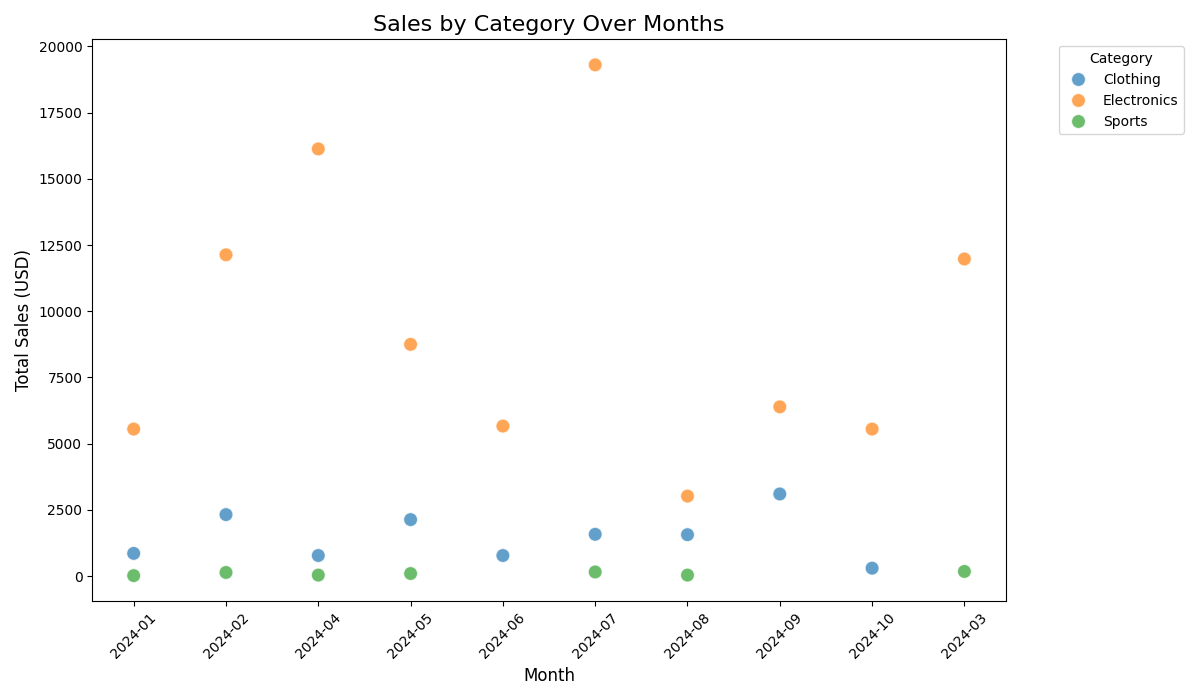 Sales by Category Over Months
Total Sales (USD)
20000
17500
15000
12500
10000
7500
5000
2500
0
2024-01
2024-02
2024-04
2024-05
2024-06
2024-07
2024-08
2024-09
2024-10
2024-03
Month
Category
Clothing
Electronics
Sports